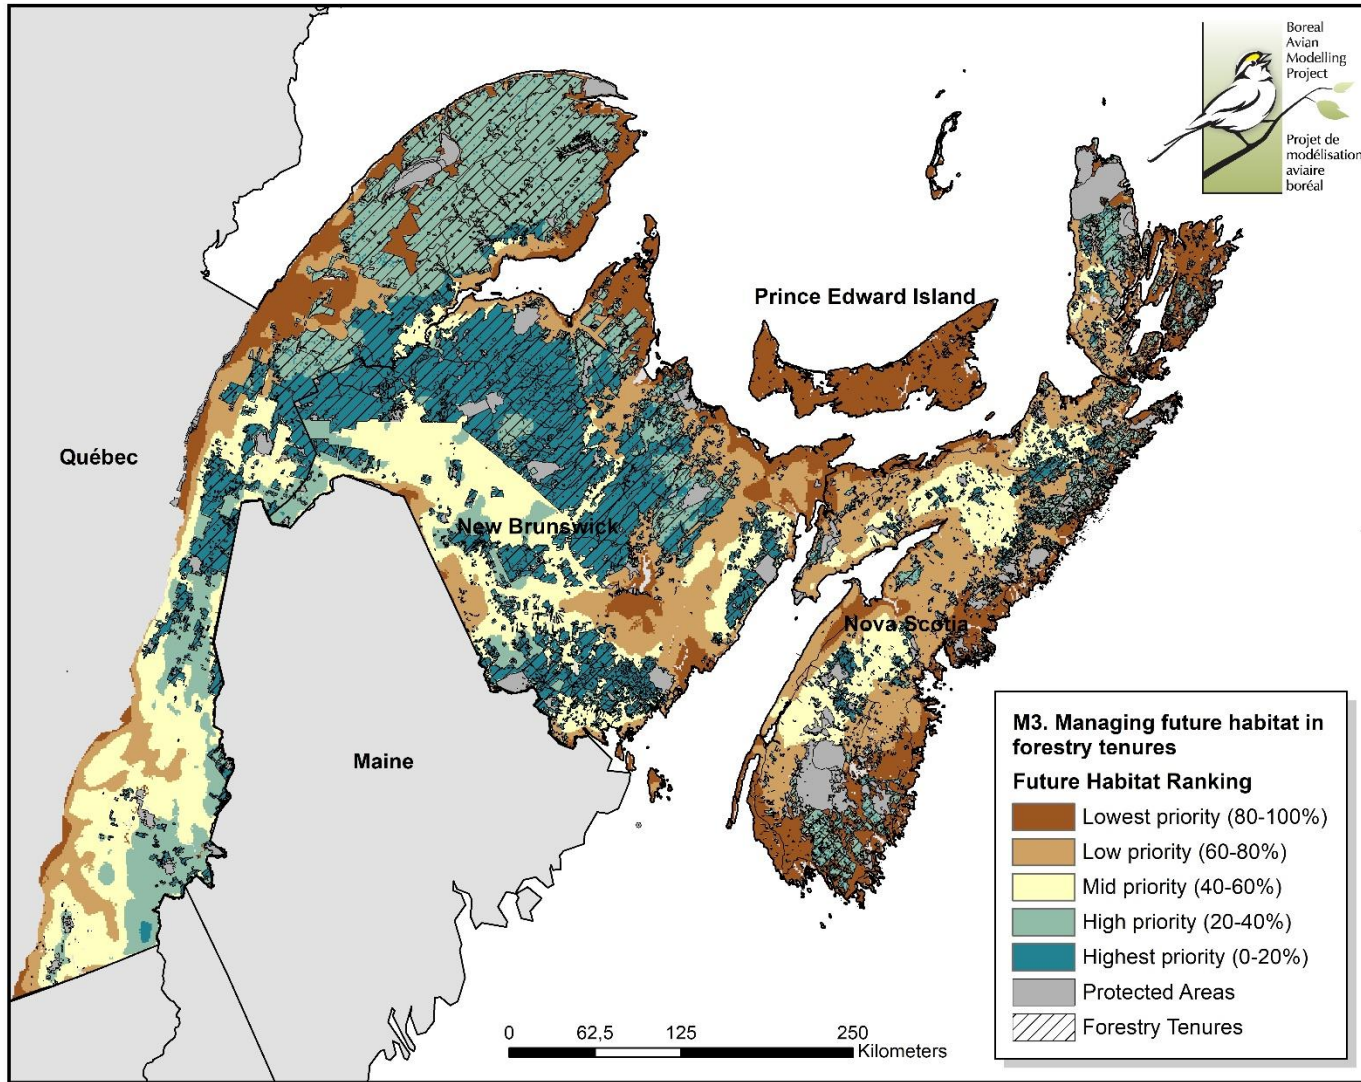 Boreal
Avian
Modelling
Project
Projet de
modélisation
aviaire
boréal
Prince Edward Island
Québec
New Brunswick
Nova Scotia
Maine
M3. Managing future habitat in
forestry tenures
Future Habitat Ranking
Lowest priority (80-100%)
Low priority (60-80%)
Mid priority (40-60%)
High priority (20-40%)
Highest priority (0-20%)
Protected Areas
Forestry Tenures
0 62,5 125 250
Kilometers